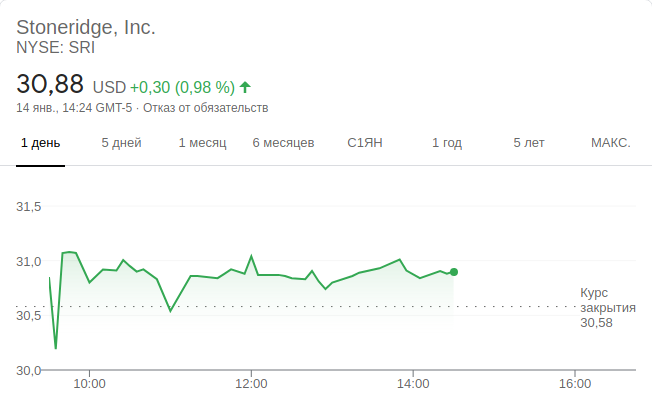 Stoneridge, Inc.
NYSE: SRI
30,88 USD +0,30 (0,98 %)
14 янв., 14:24 GMT-5 · Отказ от обязательств
1 день 5 дней 1 месяц 6 месяцев С1ЯН 1 год 5 лет МАКС.
31,5
31,0
30,5
30,0
Курс
закрытия
30,58
10:00 12:00 14:00 16:00